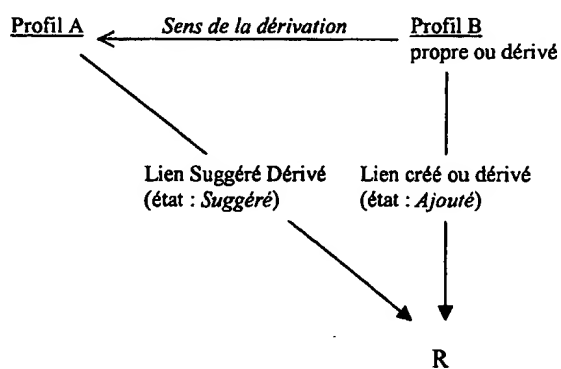 Profil A Sens de la dérivation Profil B
propre ou dérivé
Lien Suggéré Dérivé Lien créé ou dérivé
(état : Suggéré) (état : Ajouté)
R